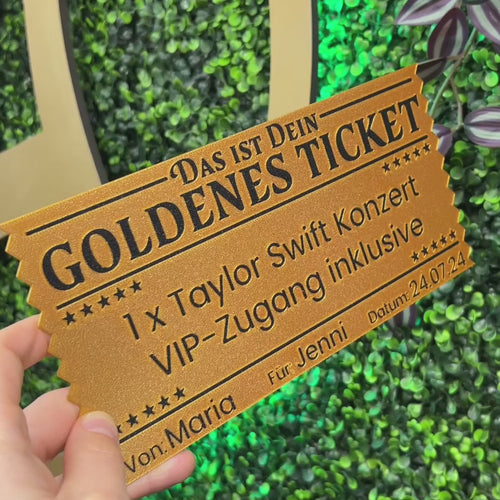 Das ist Dein
GOLDENES TICKET
1 x Taylor Swift Konzert
VIP-Zugang inklusive
Von: Maria Für: Jenni Datum: 24.07.24